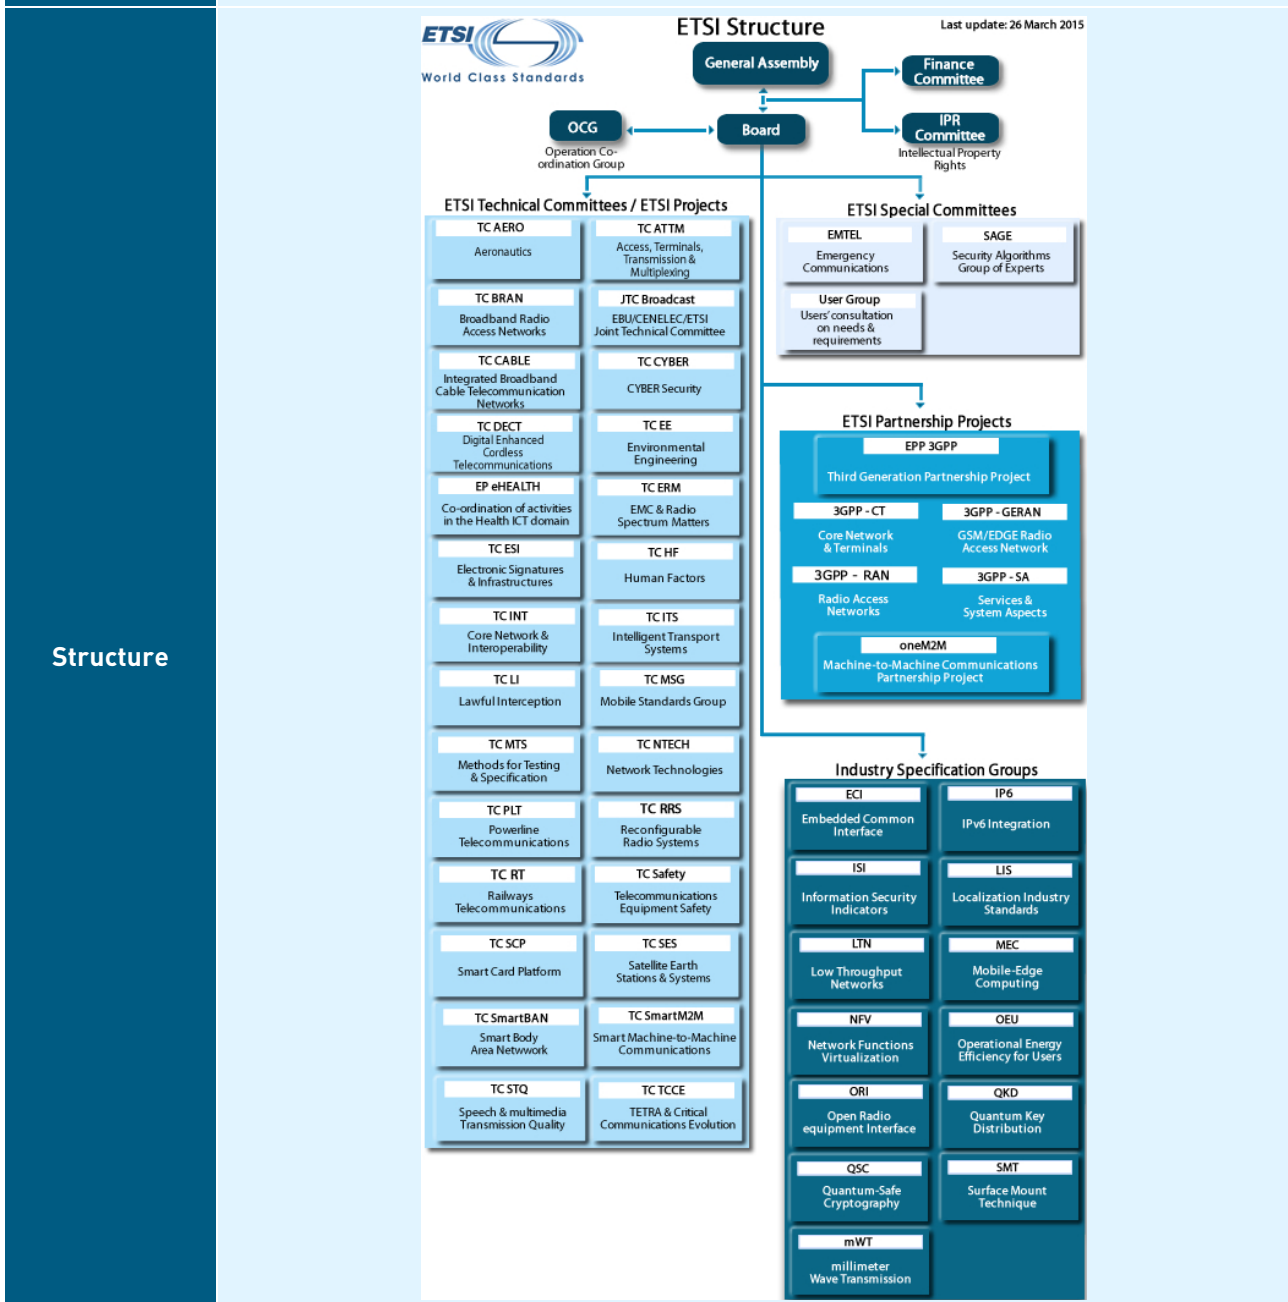 Structure
ETSI
World Class Standards
ETSI Structure
Last update: 26 March 2015
General Assembly
Finance
Committee
OCG
Operation Co-
ordination Group
Board
IPR
Committee
Intellectual Property
Rights
ETSI Technical Committees / ETSI Projects
TC AERO
Aeronautics
TC ATTM
Access, Terminals,
Transmission &
Multiplexing
TC BRAN
Broadband Radio
Access Networks
JTC Broadcast
EBU/CENELEC/ETSI
Joint Technical Committee
TC CABLE
Integrated Broadband
Cable Telecommunication
Networks
TC CYBER
CYBER Security
TC DECT
Digital Enhanced
Cordless
Telecommunications
TC EE
Environmental
Engineering
EP eHEALTH
Co-ordination of activities
in the Health ICT domain
TC ERM
EMC & Radio
Spectrum Matters
TC ESI
Electronic Signatures
& Infrastructures
TC HF
Human Factors
TC INT
Core Network &
Interoperability
TC ITS
Intelligent Transport
Systems
TC LI
Lawful Interception
TC MSG
Mobile Standards Group
TC MTS
Methods for Testing
& Specification
TC NTECH
Network Technologies
TC PLT
Powerline
Telecommunications
TC RRS
Reconfigurable
Radio Systems
TC RT
Railways
Telecommunications
TC Safety
Telecommunications
Equipment Safety
TC SCP
Smart Card Platform
TC SES
Satellite Earth
Stations & Systems
TC SmartBAN
Smart Body
Area Netwwork
TC SmartM2M
Smart Machine-to-Machine
Communications
TC STQ
Speech & multimedia
Transmission Quality
TC TCCE
TETRA & Critical
Communications Evolution
ETSI Special Committees
EMTEL
Emergency
Communications
SAGE
Security Algorithms
Group of Experts
User Group
Users' consultation
on needs &
requirements
ETSI Partnership Projects
EPP 3GPP
Third Generation Partnership Project
3GPP - CT
Core Network
& Terminals
3GPP - GERAN
GSM/EDGE Radio
Access Network
3GPP - RAN
Radio Access
Networks
3GPP - SA
Services &
System Aspects
oneM2M
Machine-to-Machine Communications
Partnership Project
Industry Specification Groups
ECI
Embedded Common
Interface
IP6
IPv6 Integration
ISI
Information Security
Indicators
LIS
Localization Industry
Standards
LTN
Low Throughput
Networks
MEC
Mobile-Edge
Computing
NFV
Network Functions
Virtualization
OEU
Operational Energy
Efficiency for Users
ORI
Open Radio
equipment Interface
QKD
Quantum Key
Distribution
QSC
Quantum-Safe
Cryptography
SMT
Surface Mount
Technique
mWT
millimeter
Wave Transmission